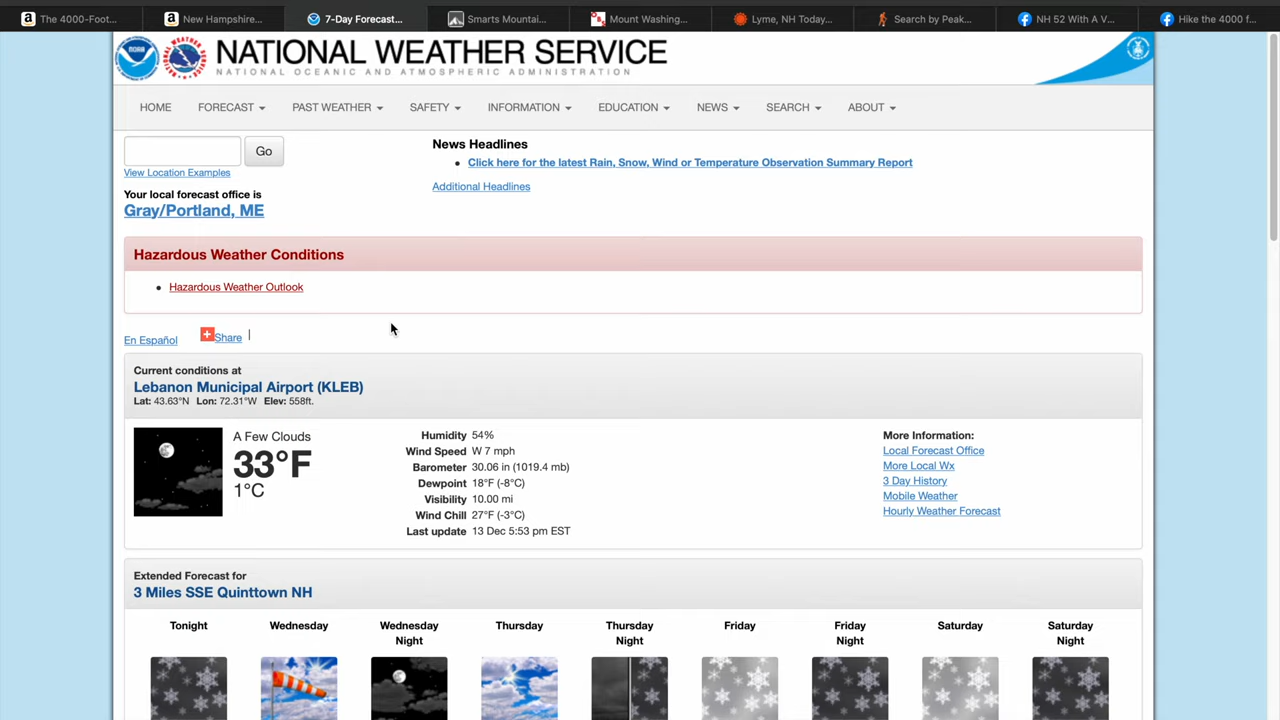 The 4000-Foot...
New Hampshire...
7-Day Forecast...
Smarts Mountai...
Mount Washing...
Lyme, NH Today...
Search by Peak...
NH 52 With A V...
Hike the 4000 f...
NATIONAL WEATHER SERVICE
NATIONAL OCEANIC AND ATMOSPHERIC ADMINISTRATION
HOME FORECAST PAST WEATHER SAFETY INFORMATION EDUCATION NEWS SEARCH ABOUT
Go
View Location Examples
Your local forecast office is
Gray/Portland, ME
News Headlines
Click here for the latest Rain, Snow, Wind or Temperature Observation Summary Report
Additional Headlines
Hazardous Weather Conditions
Hazardous Weather Outlook
En Español
Share |
Current conditions at
Lebanon Municipal Airport (KLEB)
Lat: 43.63°N Lon: 72.31°W Elev: 558ft.
A Few Clouds
33°F
1°C
Humidity 54%
Wind Speed W 7 mph
Barometer 30.06 in (1019.4 mb)
Dewpoint 18°F (-8°C)
Visibility 10.00 mi
Wind Chill 27°F (-3°C)
Last update 13 Dec 5:53 pm EST
More Information:
Local Forecast Office
More Local Wx
3 Day History
Mobile Weather
Hourly Weather Forecast
Extended Forecast for
3 Miles SSE Quinttown NH
Tonight
Wednesday
Wednesday
Night
Thursday
Thursday
Night
Friday
Friday
Night
Saturday
Saturday
Night